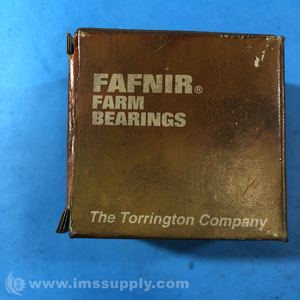 FAFNIR®
FARM
BEARINGS
The Torrington Company
© www.imssupply.com